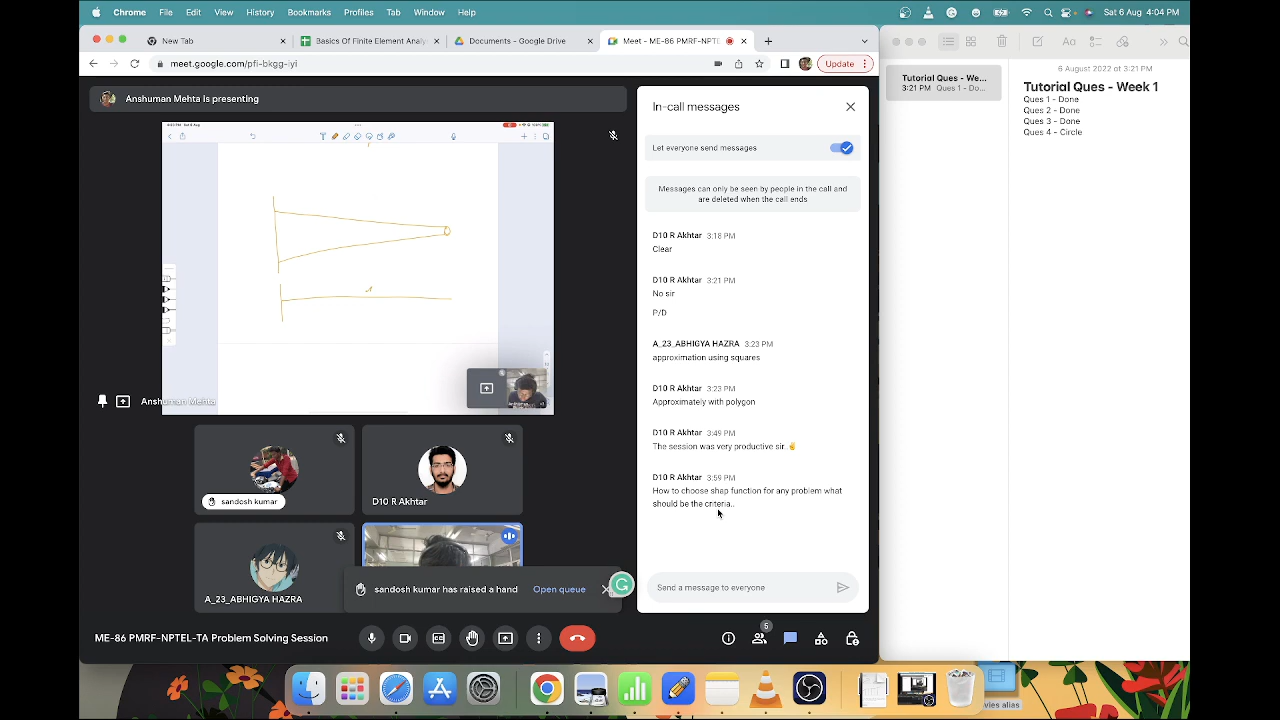 Chrome File Edit View History Bookmarks Profiles Tab Window Help
Sat 6 Aug 4:04 PM
New Tab
Basics Of Finite Element Analy
Documents - Google Drive
Meet - ME-86 PMRF-NPTEL
meet.google.com/pfi-bkgg-iyi
Update
Anshuman Mehta is presenting
In-call messages
Let everyone send messages
Messages can only be seen by people in the call and
are deleted when the call ends
D10 R Akhtar 3:18 PM
Clear
D10 R Akhtar 3:21 PM
No sir
P/D
A_23_ABHIGYA HAZRA 3:23 PM
approximation using squares
D10 R Akhtar 3:23 PM
Approximately with polygon
D10 R Akhtar 3:49 PM
The session was very productive sir.✌
D10 R Akhtar 3:59 PM
How to choose shap function for any problem what
should be the criteria..
Send a message to everyone
Anshuman Mehta
sandosh kumar
D10 R Akhtar
A_23_ABHIGYA HAZRA
sandosh kumar has raised a hand
Open queue
ME-86 PMRF-NPTEL-TA Problem Solving Session
6
Tutorial Ques - We...
3:21 PM Ques 1 - Do...
6 August 2022 at 3:21 PM
Tutorial Ques - Week 1
Ques 1 - Done
Ques 2 - Done
Ques 3 - Done
Ques 4 - Circle
vies alias